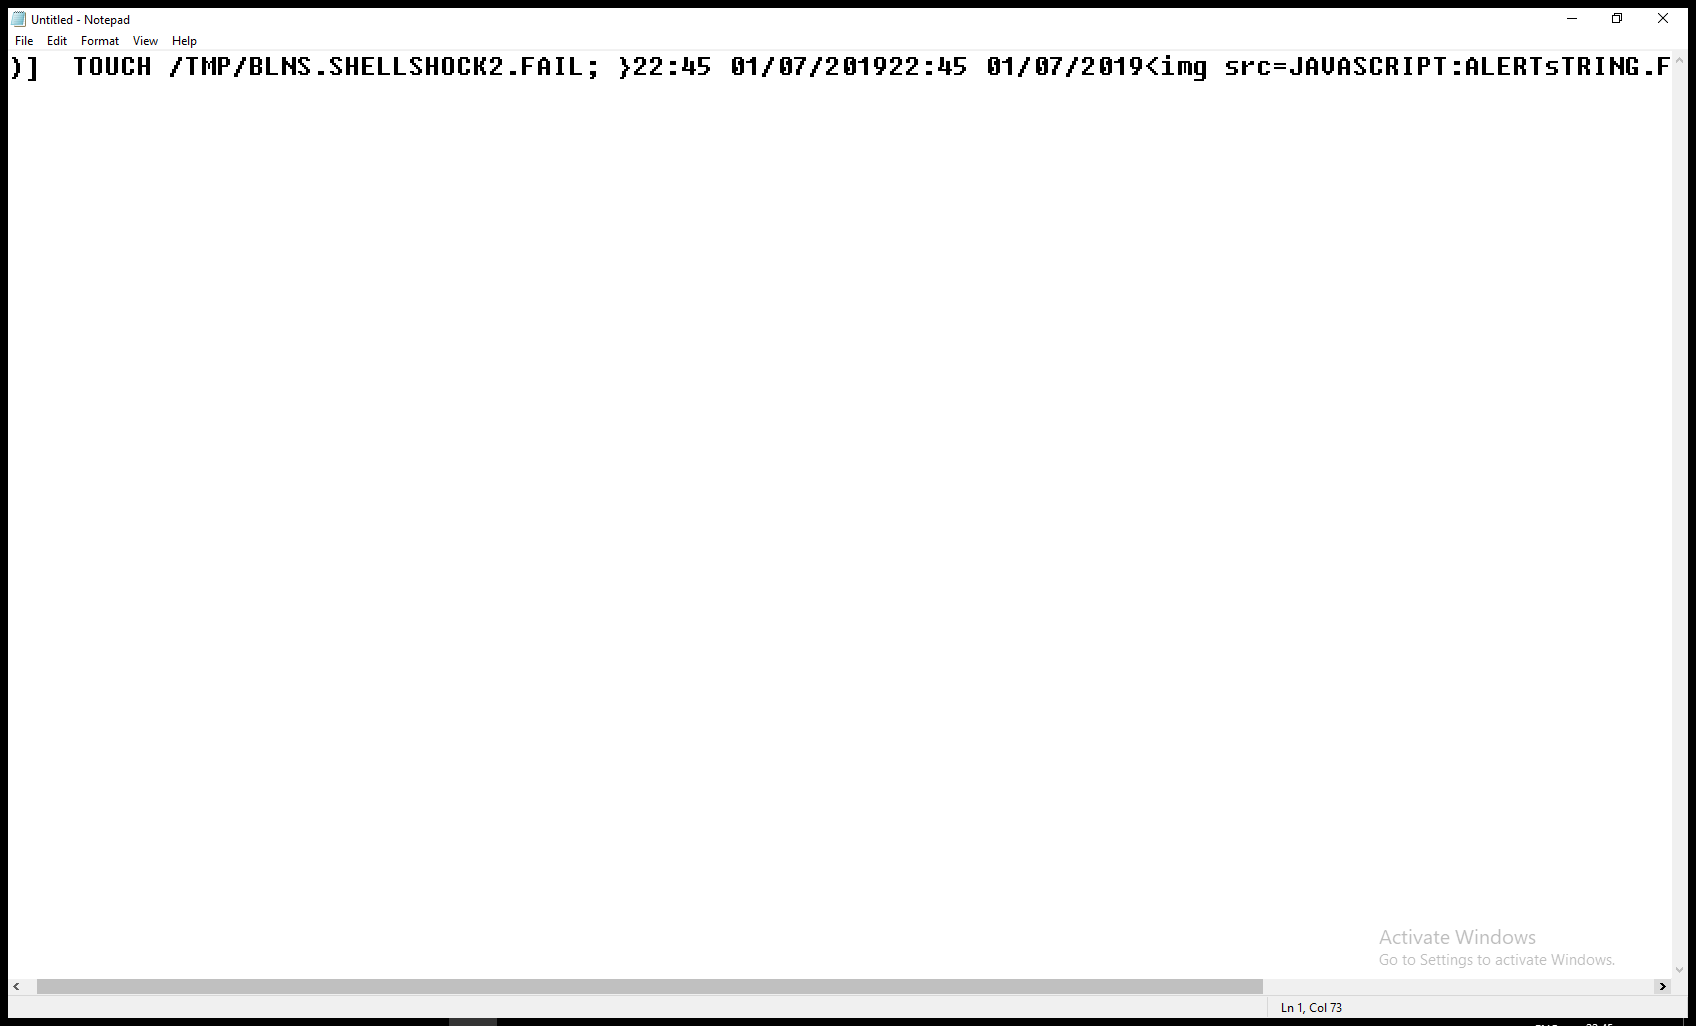 Untitled - Notepad
File Edit Format View Help
)]  TOUCH /TMP/BLNS.SHELLSHOCK2.FAIL; }22:45 01/07/201922:45 01/07/2019<img src=JAVASCRIPT:ALERTsTRING.F
Activate Windows
Go to Settings to activate Windows.
Ln 1, Col 73